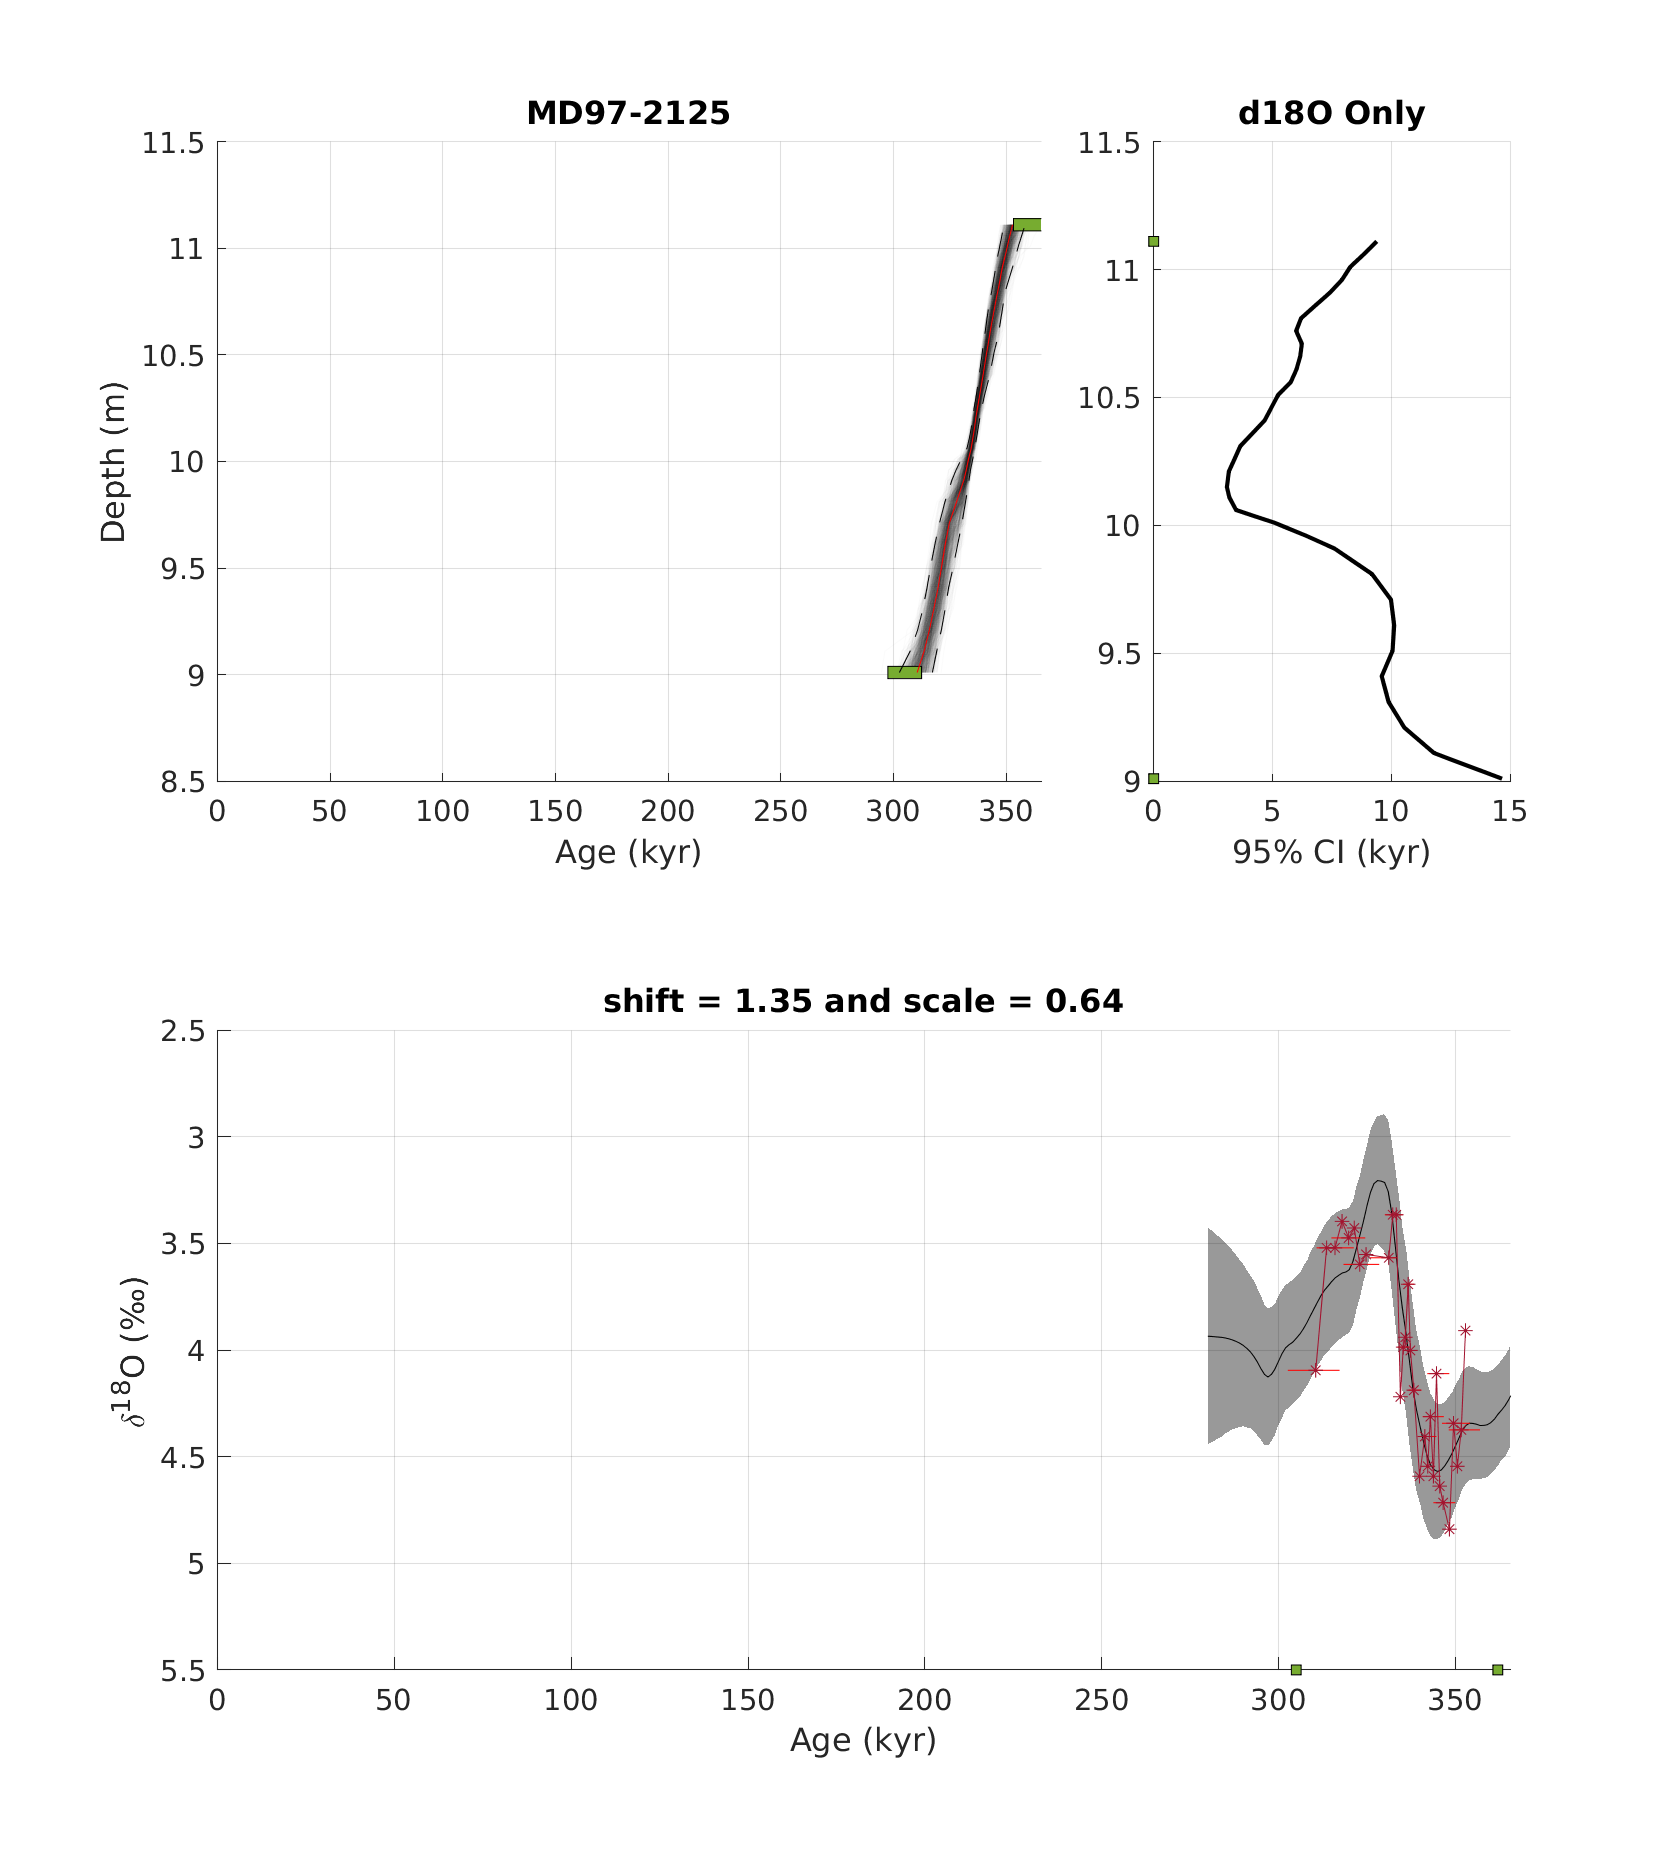 MD97-2125
d18O Only
11.5
11
10.5
10
9.5
9
8.5
Depth (m)
0 50 100 150 200 250 300 350
Age (kyr)
11.5
11
10.5
10
9.5
9
0 5 10 15
95% CI (kyr)
shift = 1.35 and scale = 0.64
2.5
3
3.5
4
4.5
5
5.5
δ18O (‰)
0 50 100 150 200 250 300 350
Age (kyr)